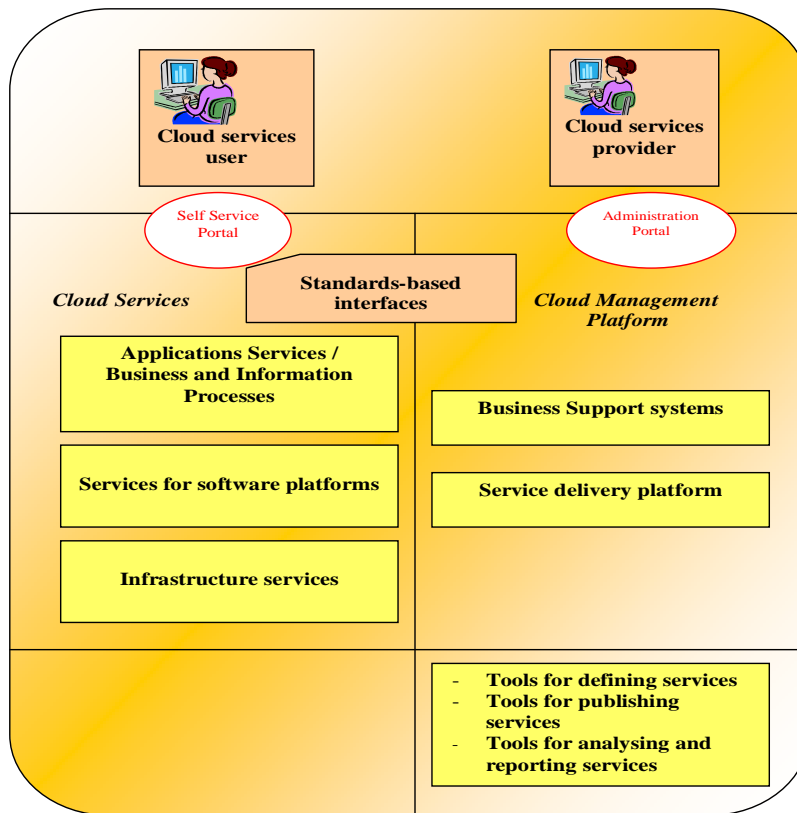 Cloud services
user
Cloud services
provider
Self Service
Portal
Administration
Portal
Standards-based
interfaces
Cloud Services
Cloud Management
Platform
Applications Services /
Business and Information
Processes
Services for software platforms
Infrastructure services
Business Support systems
Service delivery platform
- Tools for defining services
- Tools for publishing
services
- Tools for analysing and
reporting services